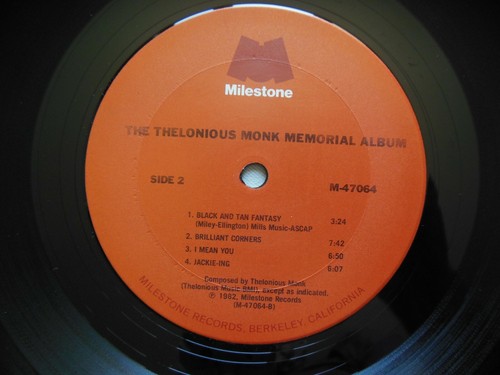 Milestone
THE THELONIOUS MONK MEMORIAL ALBUM
SIDE 2 M-47064
1. BLACK AND TAN FANTASY 3:24
(Miley-Ellington) Mills Music-ASCAP
2. BRILLIANT CORNERS 7:42
3. I MEAN YOU 6:50
4. JACKIE-ING 6:07
Composed by Thelonious Monk
(Thelonious Music-BMI), except as indicated.
℗ 1982, Milestone Records
(M-47064-B)
MILESTONE RECORDS, BERKELEY, CALIFORNIA